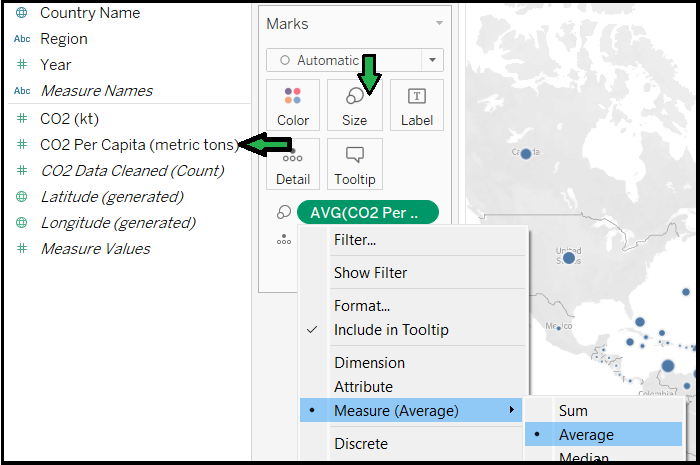 Country Name
Abc Region
Year
Abc Measure Names
CO2 (kt)
CO2 Per Capita (metric tons)
CO2 Data Cleaned (Count)
Latitude (generated)
Longitude (generated)
Measure Values
Marks
Automatic
Color
Size
T
Label
Detail
Tooltip
AVG(CO2 Per ..
Filter...
Show Filter
Format...
Include in Tooltip
Dimension
Attribute
Measure (Average)
Discrete
Sum
Average
Median
Canada
United
States
Mexico
Colombia